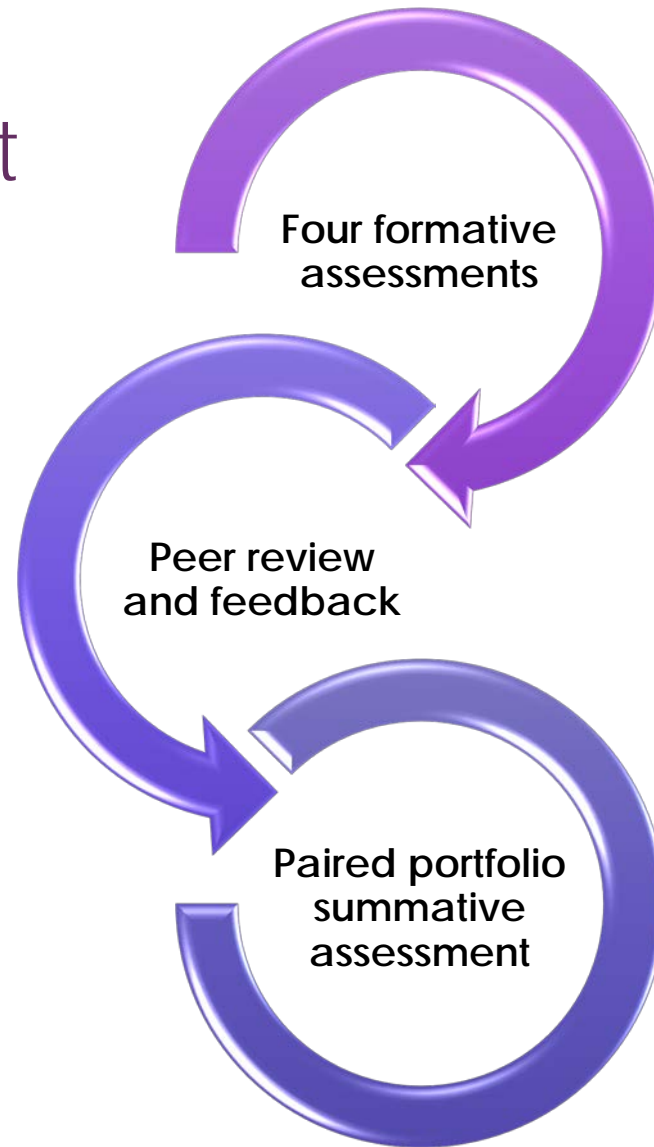 Four formative
assessments
Peer review
and feedback
Paired portfolio
summative
assessment